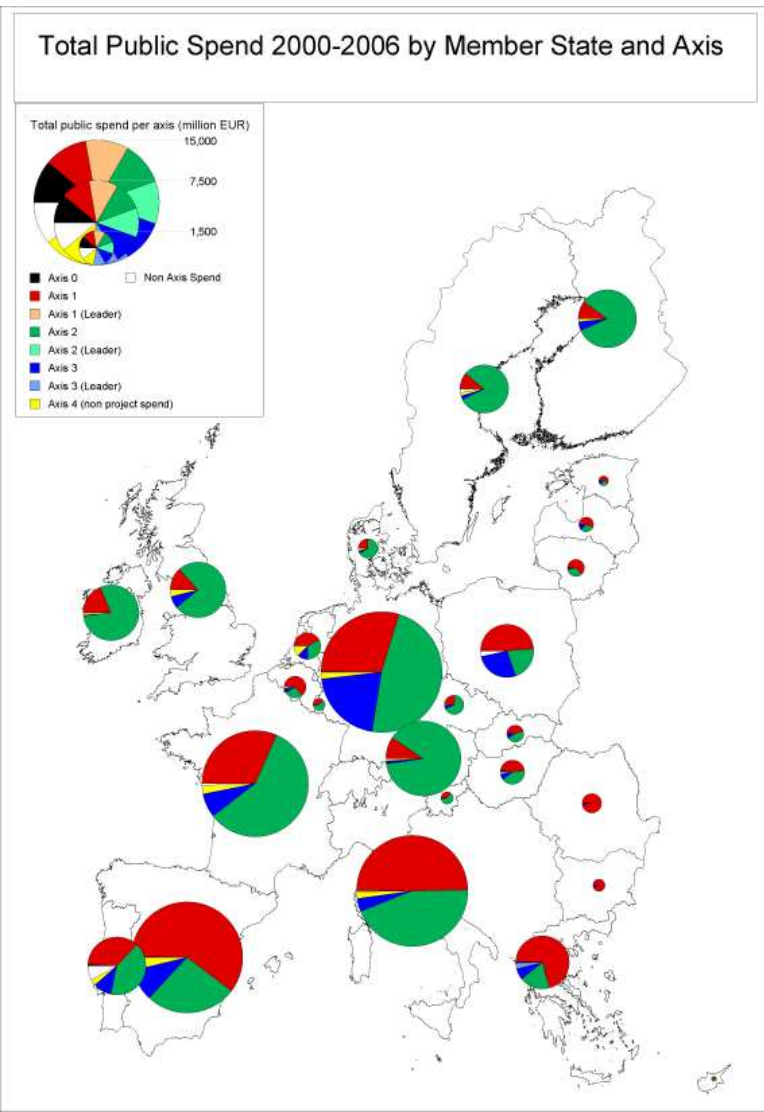 Total Public Spend 2000-2006 by Member State and Axis
Total public spend per axis (million EUR)
15,000
7,500
1,500
Axis 0
Non Axis Spend
Axis 1
Axis 1 (Leader)
Axis 2
Axis 2 (Leader)
Axis 3
Axis 3 (Leader)
Axis 4 (non project spend)